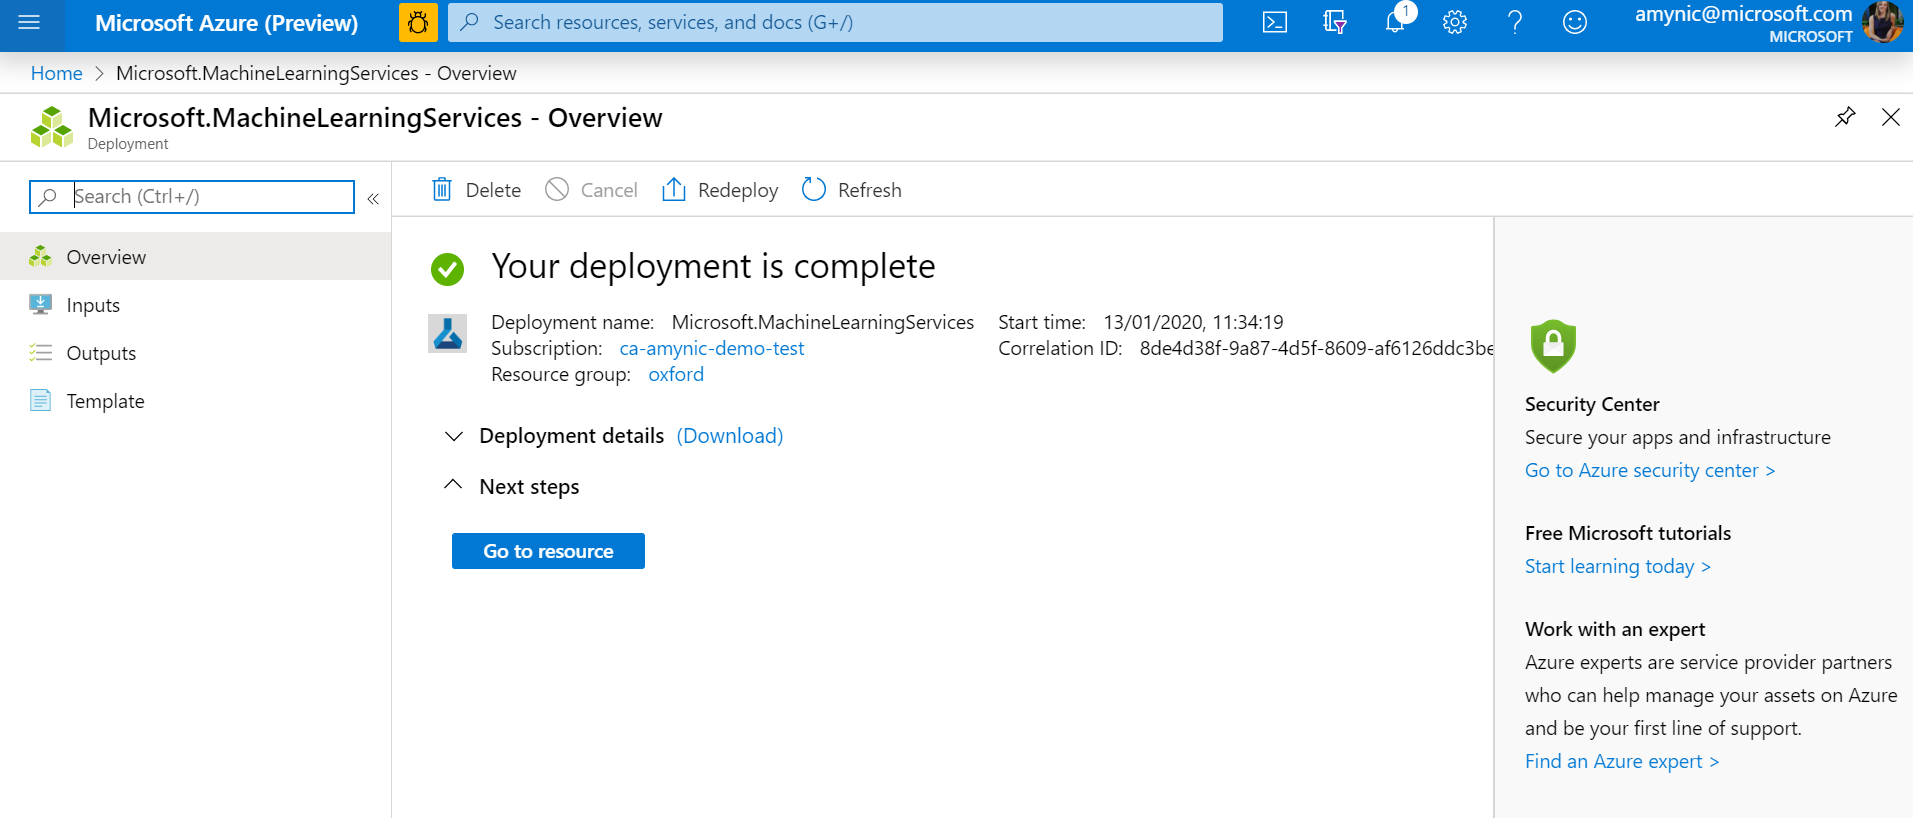 Microsoft Azure (Preview)
Search resources, services, and docs (G+/)
1
amynic@microsoft.com
MICROSOFT
Home > Microsoft.MachineLearningServices - Overview
Microsoft.MachineLearningServices - Overview
Deployment
Search (Ctrl+/)
«
Overview
Inputs
Outputs
Template
Delete
Cancel
Redeploy
Refresh
Your deployment is complete
Deployment name: Microsoft.MachineLearningServices
Subscription: ca-amynic-demo-test
Resource group: oxford
Start time: 13/01/2020, 11:34:19
Correlation ID: 8de4d38f-9a87-4d5f-8609-af6126ddc3be
Deployment details (Download)
Next steps
Go to resource
Security Center
Secure your apps and infrastructure
Go to Azure security center >
Free Microsoft tutorials
Start learning today >
Work with an expert
Azure experts are service provider partners
who can help manage your assets on Azure
and be your first line of support.
Find an Azure expert >